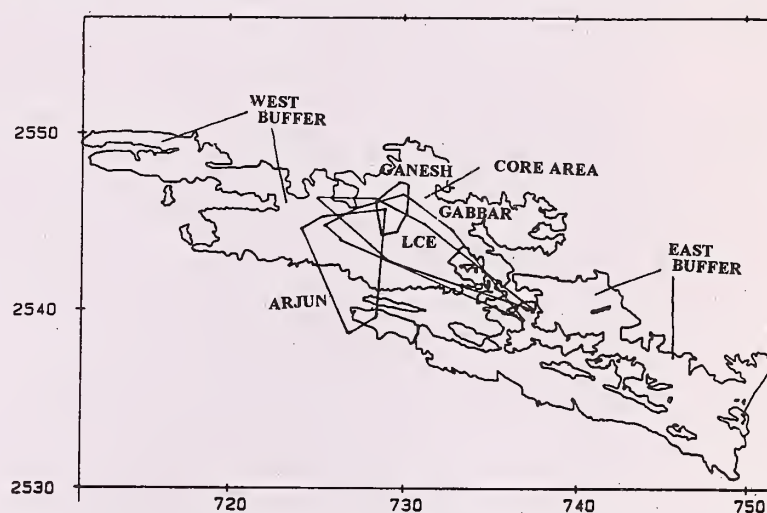 WEST
BUFFER
2550
GANESH
CORE AREA
GABBAR
LCE
EAST
BUFFER
ARJUN
2540
2530
720
730
740
750